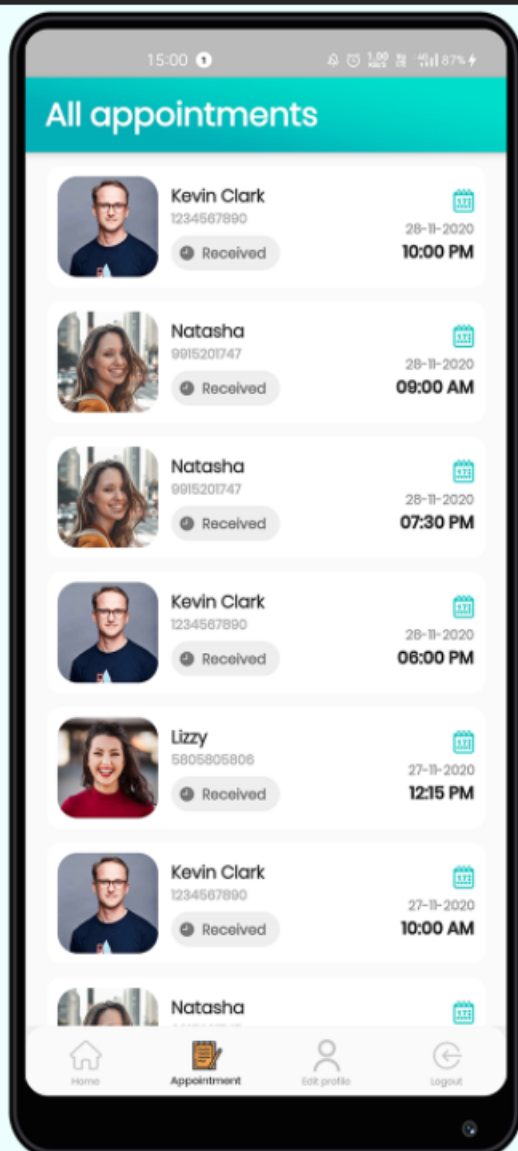 15:00
1.00
87%
All appointments
Kevin Clark
1234567890
28-11-2020
Received
10:00 PM
Natasha
9915201747
28-11-2020
Received
09:00 AM
Natasha
9915201747
28-11-2020
Received
07:30 PM
Kevin Clark
1234567890
28-11-2020
Received
06:00 PM
Lizzy
5805805806
27-11-2020
Received
12:15 PM
Kevin Clark
1234567890
27-11-2020
Received
10:00 AM
Natasha
Home
Appointment
Edit profile
Logout